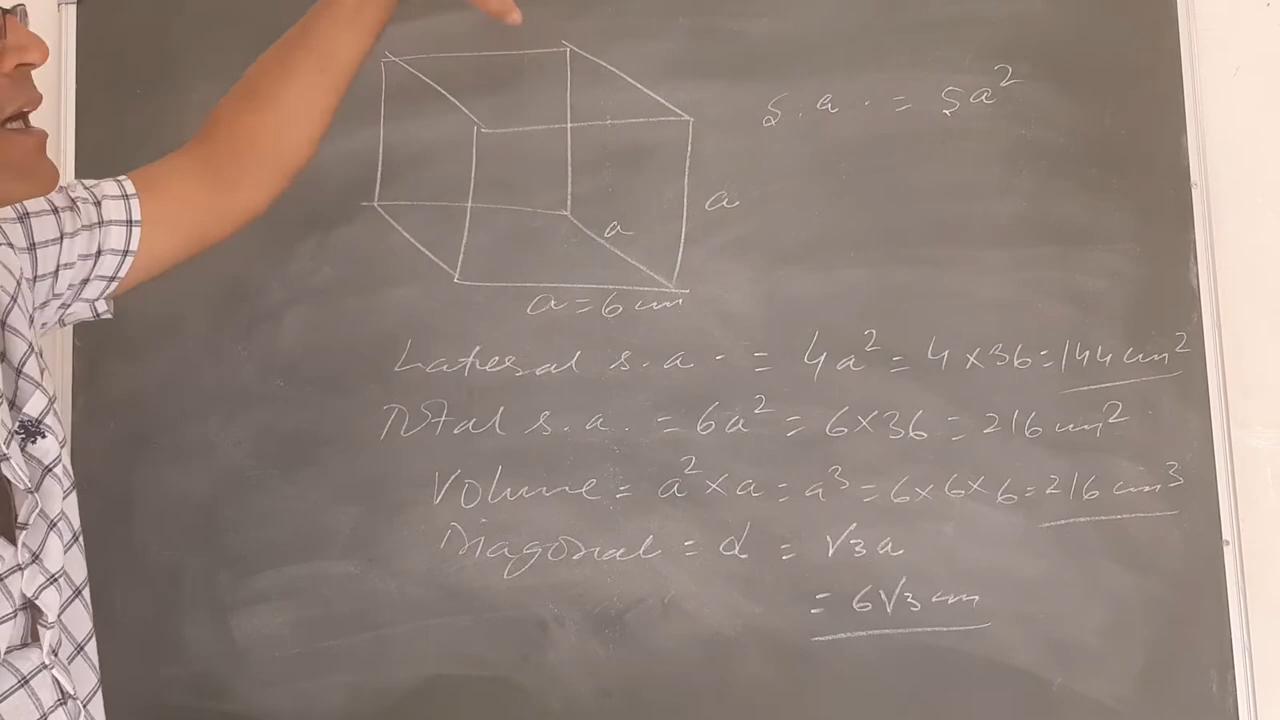 S.a. = 5a²
a
a
a = 6 cm
Lateral s.a. = 4a² = 4 × 36 = 144 cm²
Total s.a. = 6a² = 6 × 36 = 216 cm²
Volume = a² × a = a³ = 6 × 6 × 6 = 216 cm³
Diagonal = d = √3a
= 6√3 cm